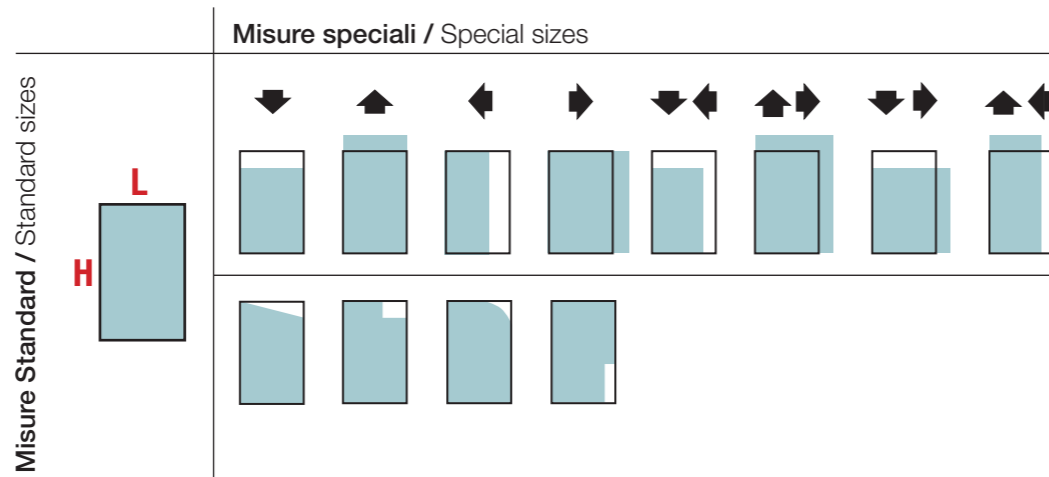 Misure speciali / Special sizes
Misure Standard / Standard sizes
L
H